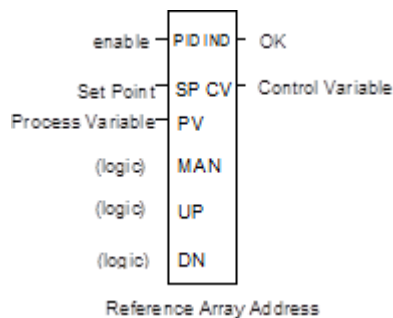 enable PID IND OK
Set Point SP CV Control Variable
Process Variable PV
(logic) MAN
(logic) UP
(logic) DN
Reference Array Address